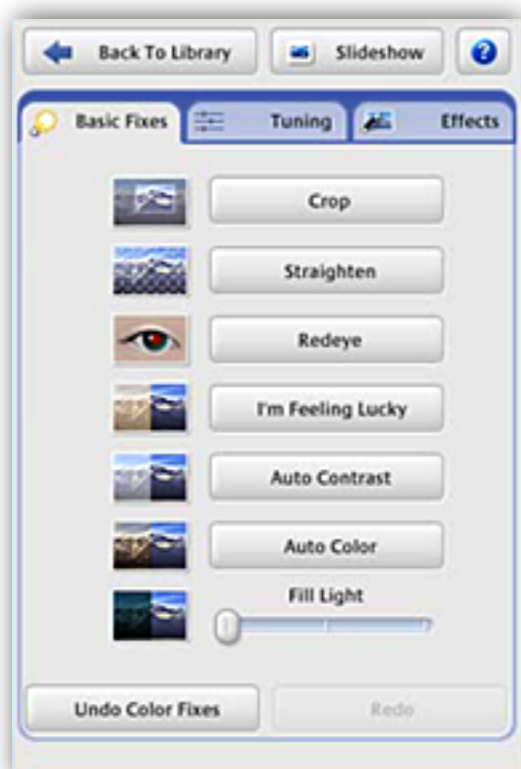 Back To Library
Slideshow
?
Basic Fixes
Tuning
Effects
Crop
Straighten
Redeye
I'm Feeling Lucky
Auto Contrast
Auto Color
Fill Light
Undo Color Fixes
Redo